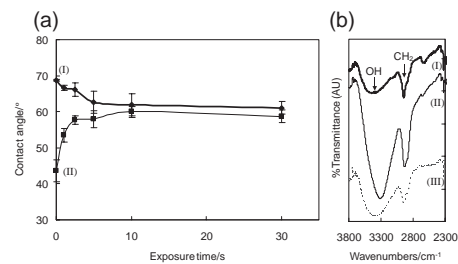 (a)
80
70
60
50
40
30
Contact angle/°
(I)
(II)
0
10
20
30
40
Exposure time/s
(b)
%Transmittance (AU)
OH
CH2
(I)
(II)
(III)
3800
3300
2800
2300
Wavenumbers/cm-1